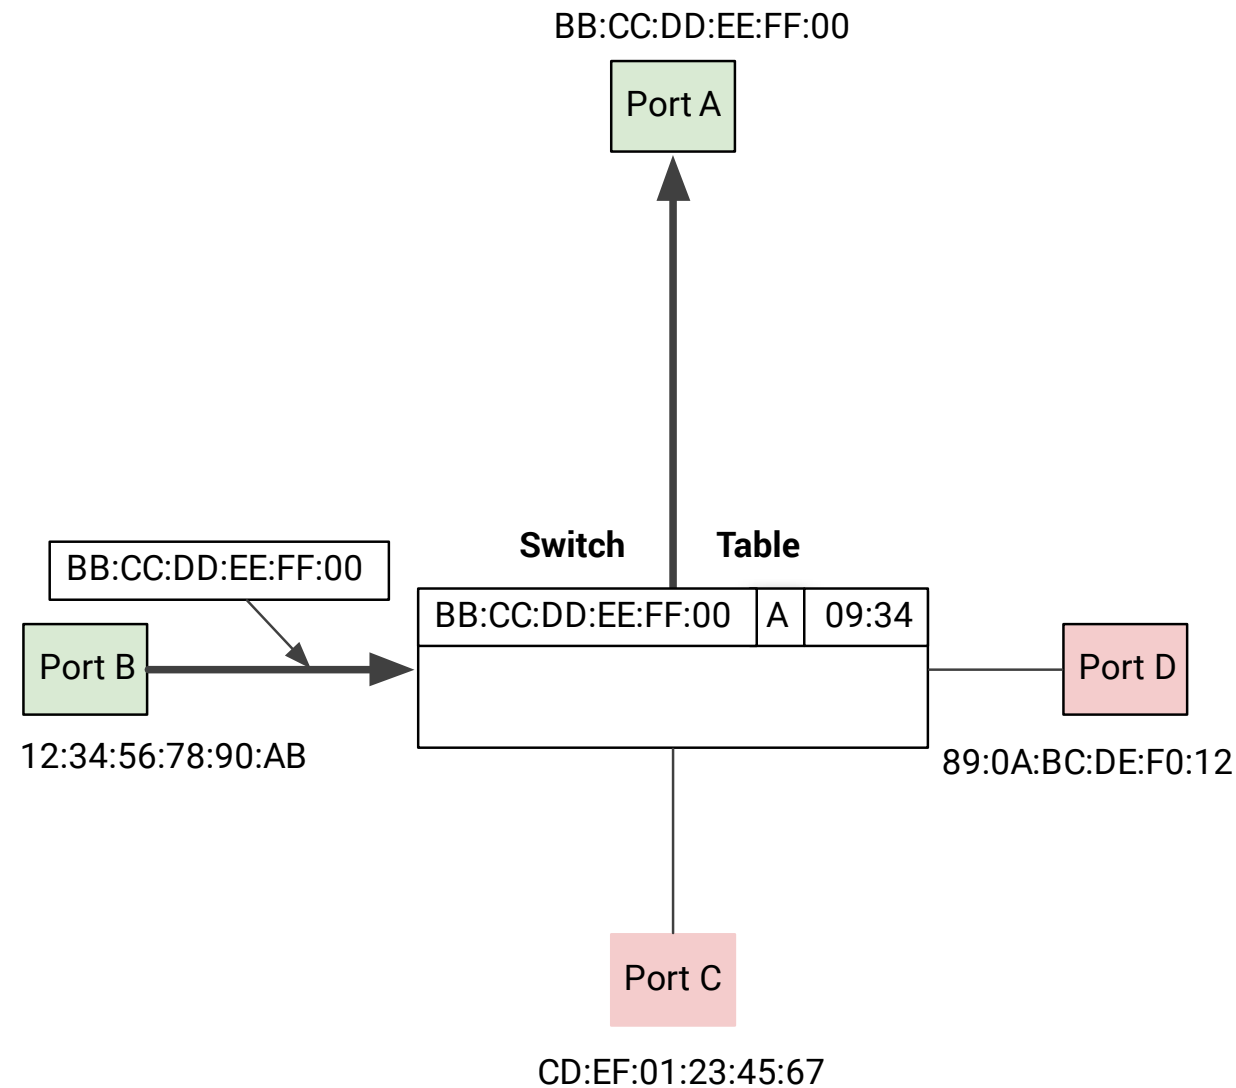 BB:CC:DD:EE:FF:00
Port A
Switch Table
BB:CC:DD:EE:FF:00
BB:CC:DD:EE:FF:00 A 09:34
Port B
Port D
12:34:56:78:90:AB
89:0A:BC:DE:F0:12
Port C
CD:EF:01:23:45:67